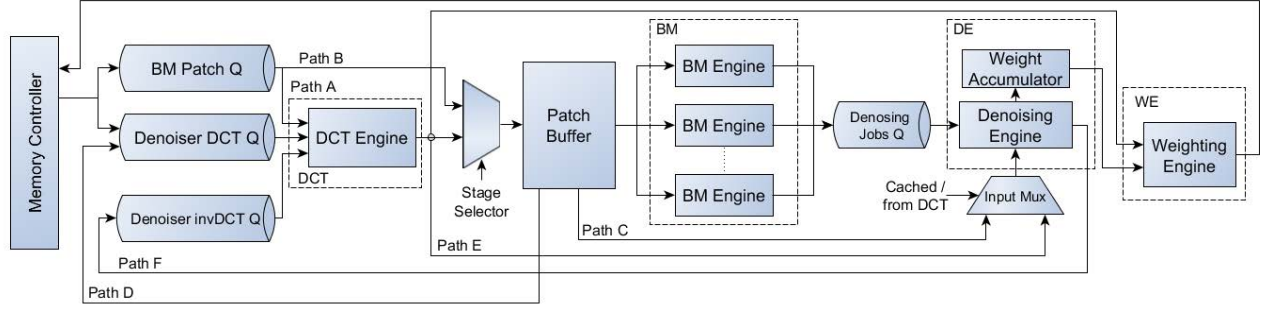 Memory Controller
BM Patch Q
Denoiser DCT Q
Denoiser invDCT Q
Path B
Path A
DCT Engine
DCT
Stage
Selector
Patch
Buffer
BM
BM Engine
BM Engine
BM Engine
Denosing
Jobs Q
DE
Weight
Accumulator
Denoising
Engine
Cached /
from DCT
Input Mux
WE
Weighting
Engine
Path C
Path E
Path F
Path D